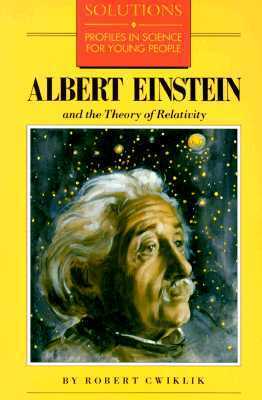 SOLUTIONS
PROFILES IN SCIENCE
FOR YOUNG PEOPLE
ALBERT EINSTEIN
and the Theory of Relativity
BY ROBERT CWIKLIK